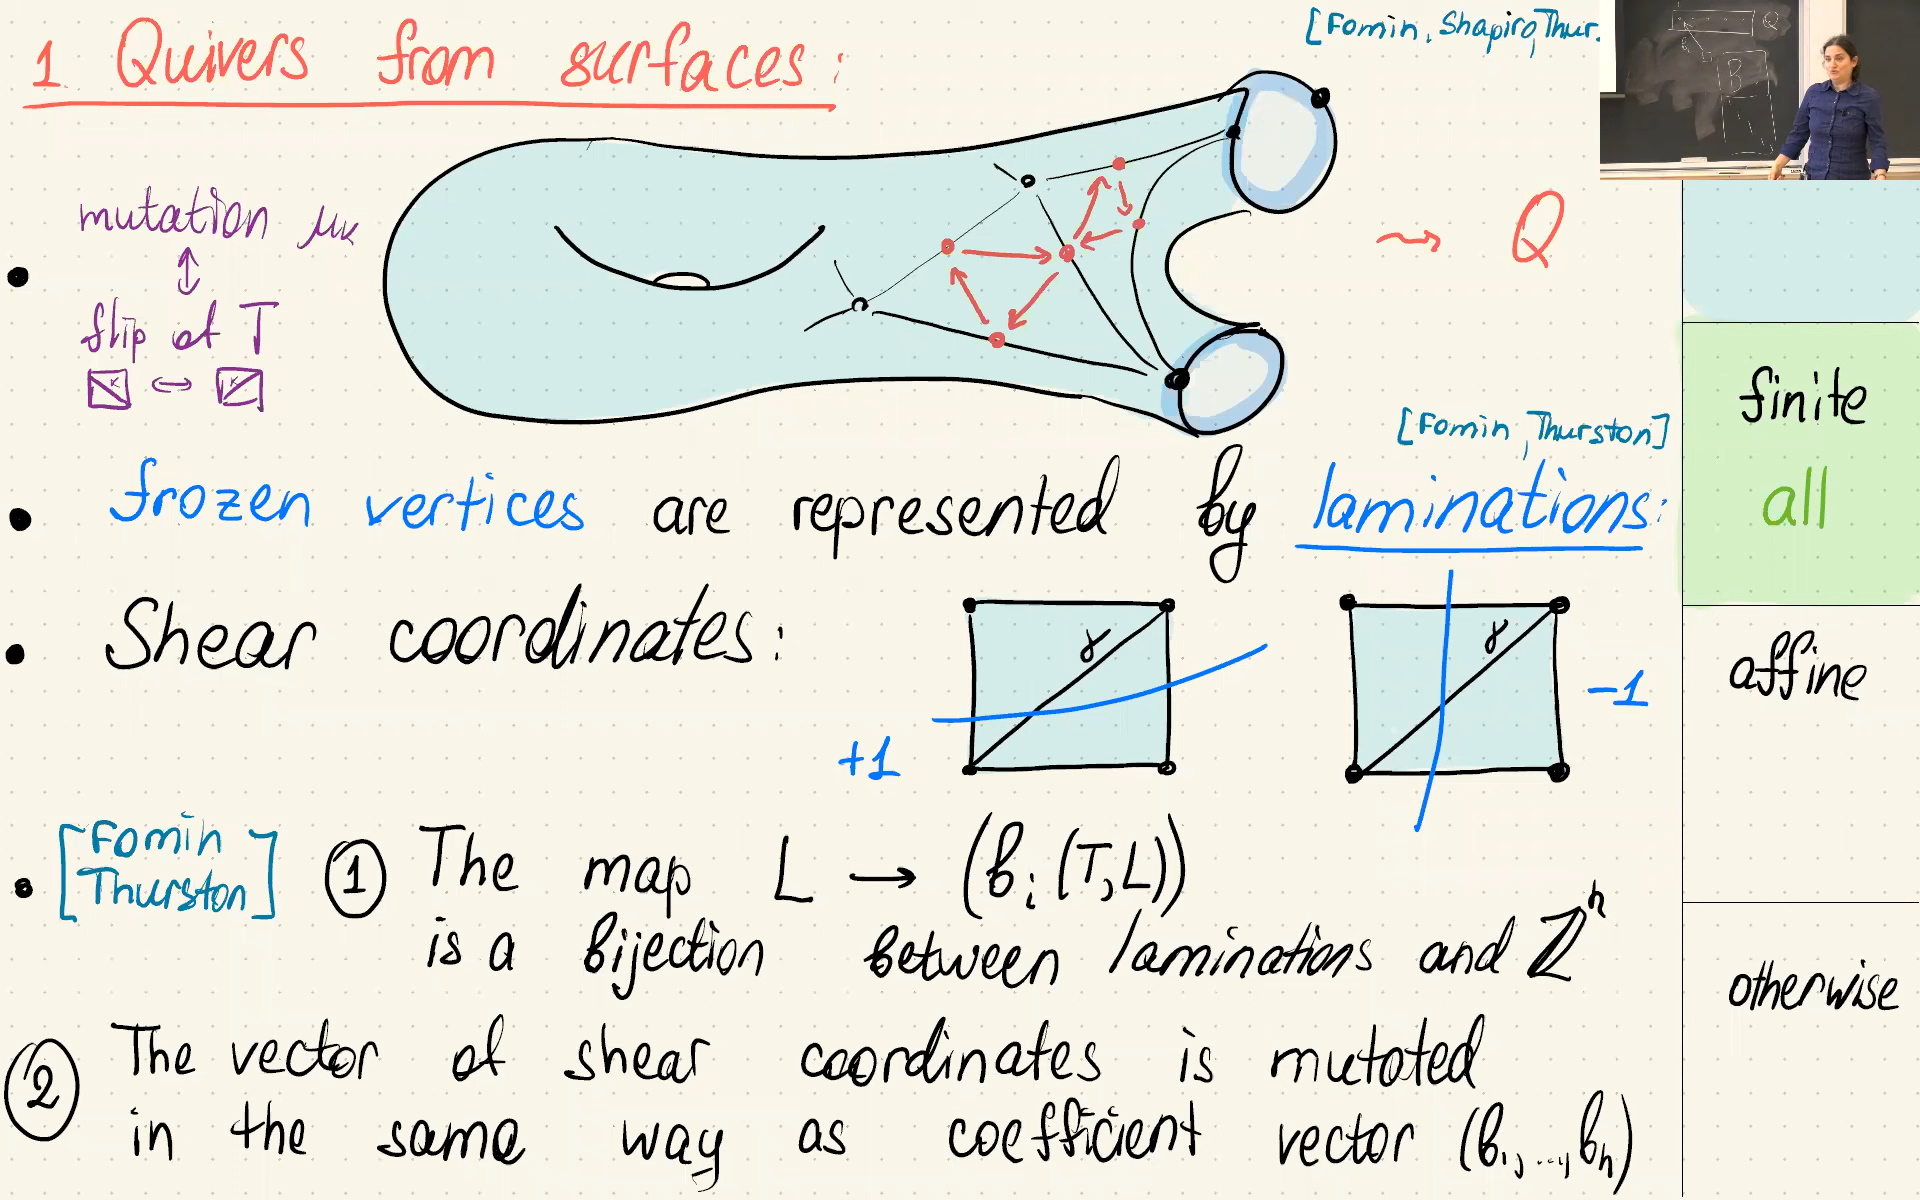 1. Quivers from surfaces:
[Fomin, Shapiro, Thur.
Q
B
mutation μk
↕
flip of T
k ↔ k
⇝ Q
[Fomin, Thurston]
• frozen vertices are represented by laminations:
• Shear coordinates:
γ
+1
γ
-1
• [Fomin Thurston] ① The map L → (bi(T,L))
is a bijection between laminations and ℤⁿ
② The vector of shear coordinates is mutated
in the same way as coefficient vector (b1,...,bn)
finite
all
affine
otherwise